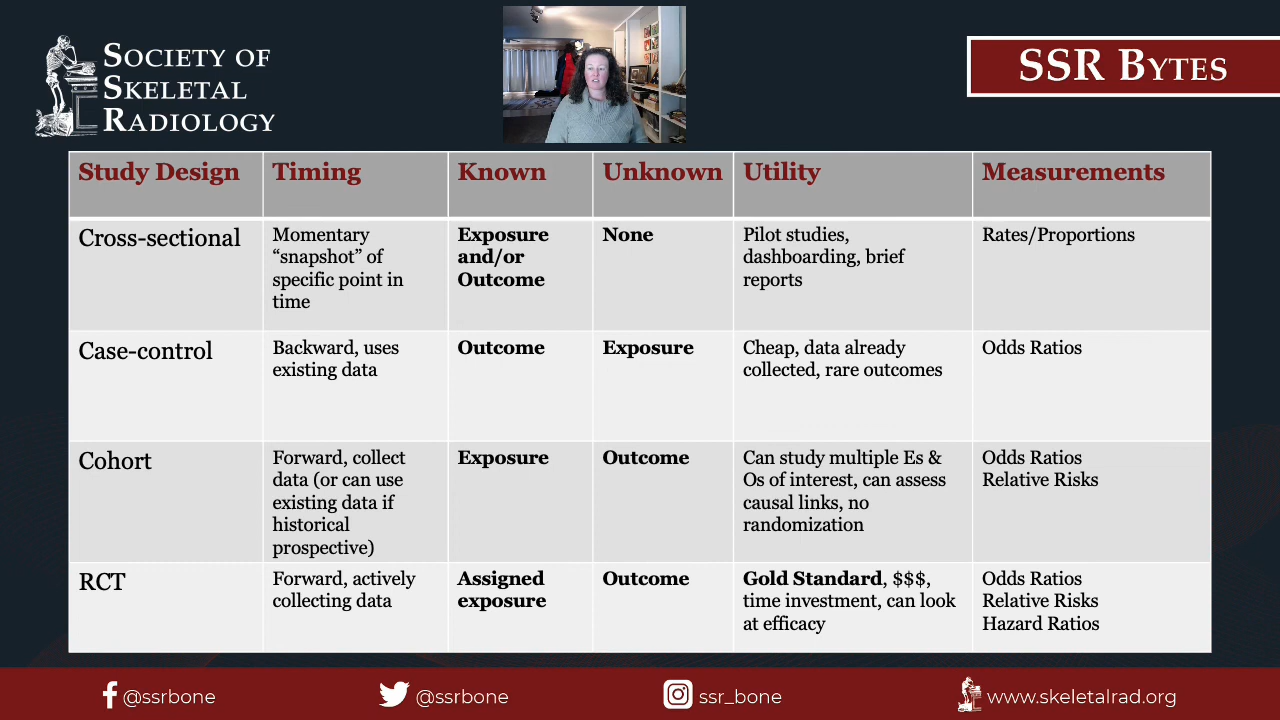 SOCIETY OF
SKELETAL
RADIOLOGY
SSR BYTES
Study Design Timing Known Unknown Utility Measurements
Cross-sectional
Momentary
“snapshot” of
specific point in
time
Exposure
and/or
Outcome
None
Pilot studies,
dashboarding, brief
reports
Rates/Proportions
Case-control
Backward, uses
existing data
Outcome
Exposure
Cheap, data already
collected, rare outcomes
Odds Ratios
Cohort
Forward, collect
data (or can use
existing data if
historical
prospective)
Exposure
Outcome
Can study multiple Es &
Os of interest, can assess
causal links, no
randomization
Odds Ratios
Relative Risks
RCT
Forward, actively
collecting data
Assigned
exposure
Outcome
Gold Standard, $$$,
time investment, can look
at efficacy
Odds Ratios
Relative Risks
Hazard Ratios
@ssrbone
@ssrbone
ssr_bone
www.skeletalrad.org